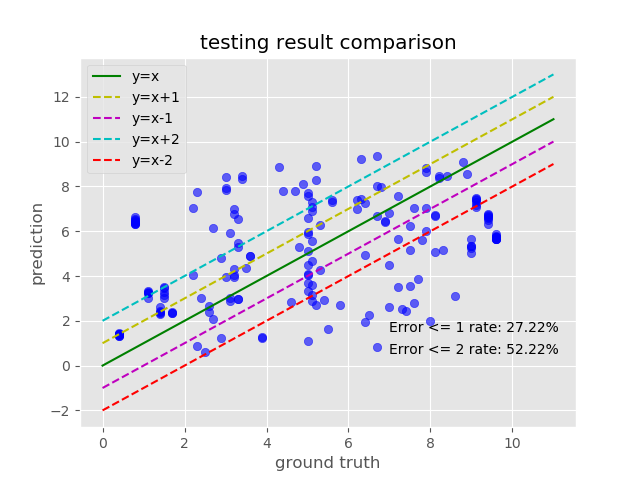 testing result comparison
y=x
y=x+1
y=x-1
y=x+2
y=x-2
12
10
8
6
4
2
0
−2
prediction
Error <= 1 rate: 27.22%
Error <= 2 rate: 52.22%
0
2
4
6
8
10
ground truth